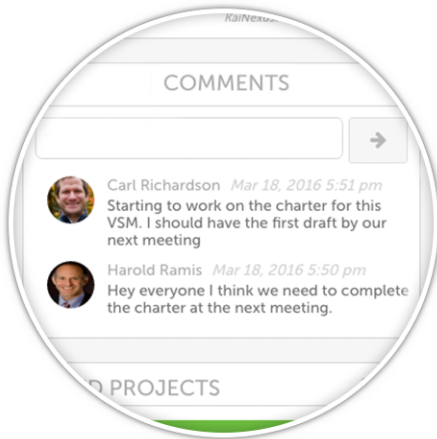 KaiNexus
COMMENTS
Carl Richardson Mar 18, 2016 5:51 pm
Starting to work on the charter for this
VSM. I should have the first draft by our
next meeting
Harold Ramis Mar 18, 2016 5:50 pm
Hey everyone I think we need to complete
the charter at the next meeting.
D PROJECTS